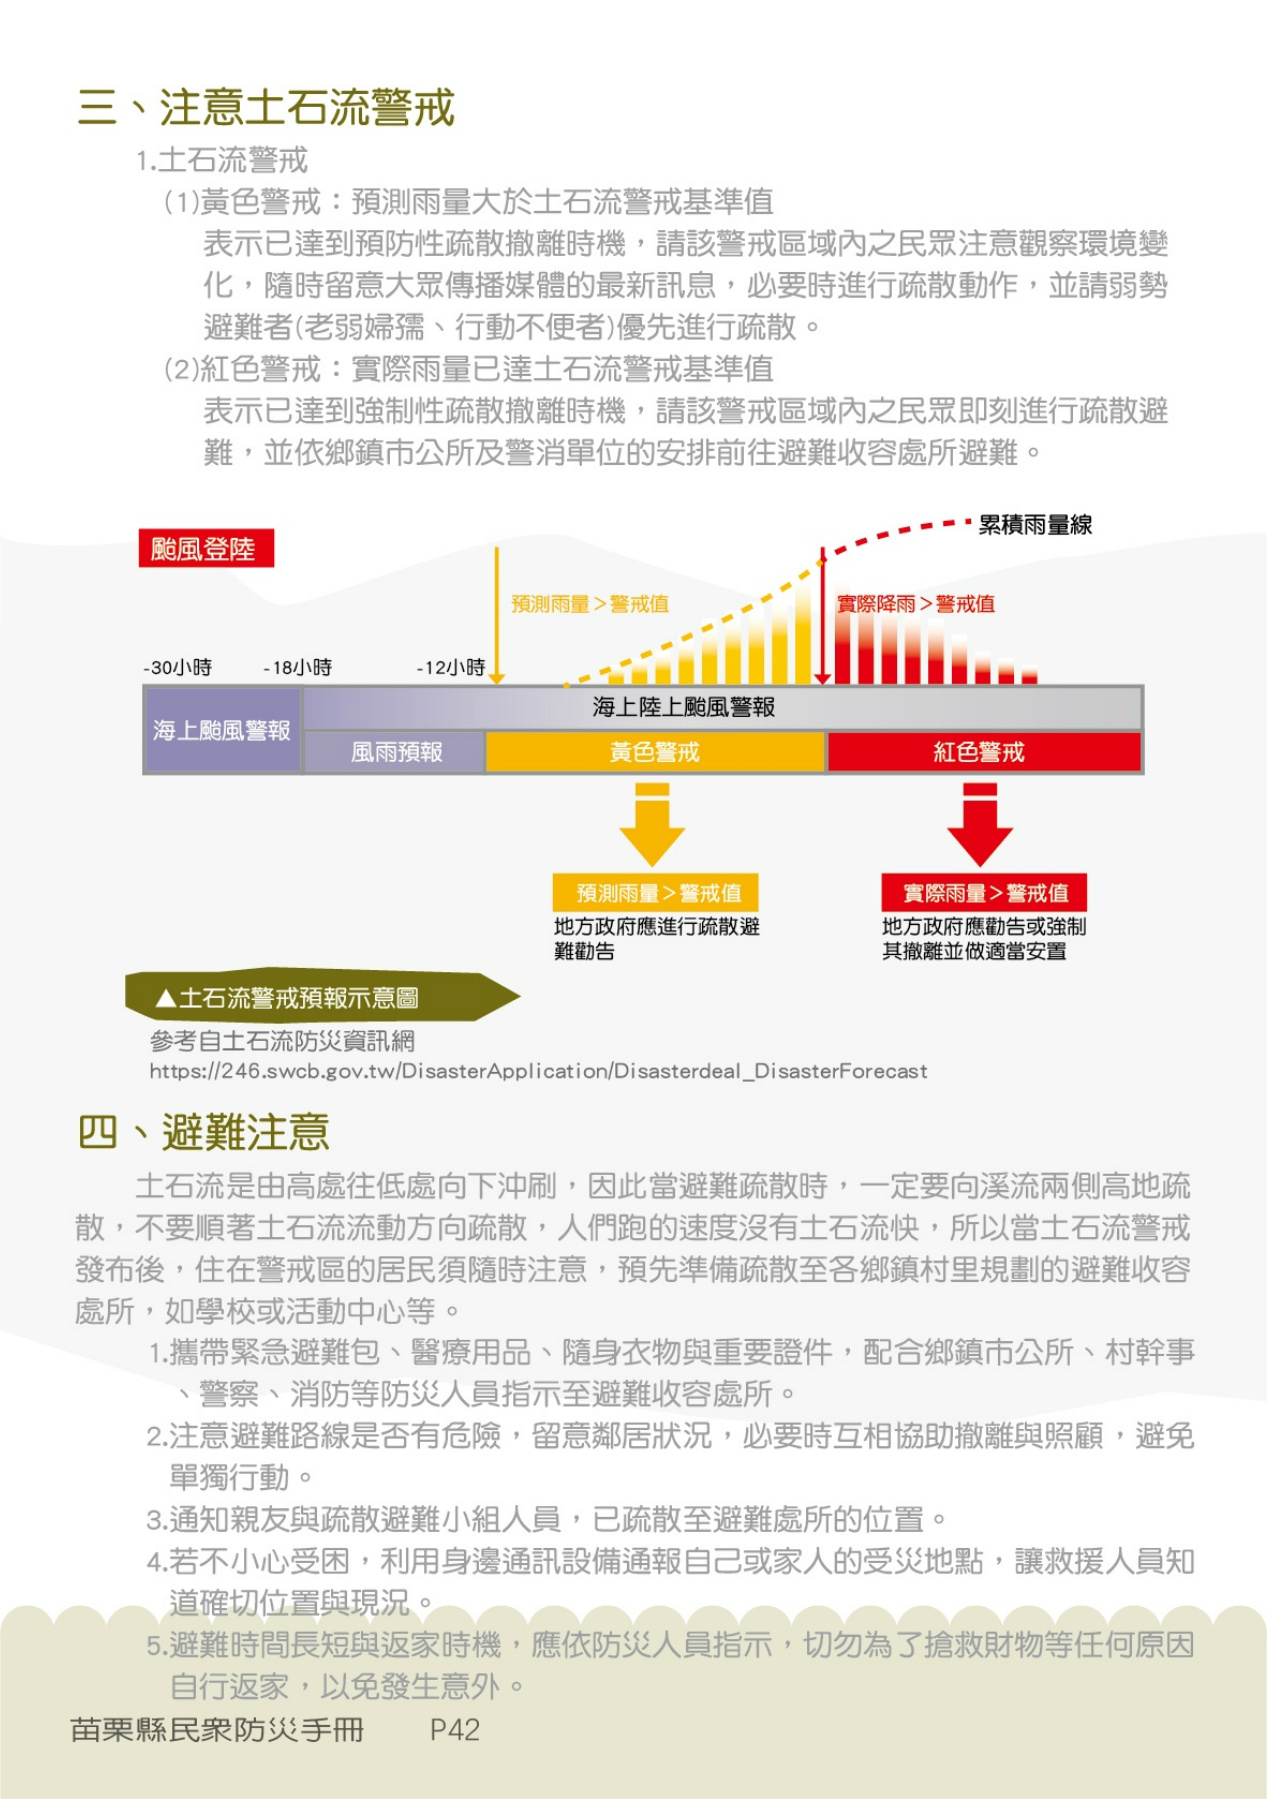 三、注意土石流警戒
1.土石流警戒
(1)黃色警戒：預測雨量大於土石流警戒基準值
表示已達到預防性疏散撤離時機，請該警戒區域內之民眾注意觀察環境變
化，隨時留意大眾傳播媒體的最新訊息，必要時進行疏散動作，並請弱勢
避難者(老弱婦孺、行動不便者)優先進行疏散。
(2)紅色警戒：實際雨量已達土石流警戒基準值
表示已達到強制性疏散撤離時機，請該警戒區域內之民眾即刻進行疏散避
難，並依鄉鎮市公所及警消單位的安排前往避難收容處所避難。
累積雨量線
颱風登陸
預測雨量＞警戒值
實際降雨＞警戒值
-30小時
-18小時
-12小時
海上陸上颱風警報
海上颱風警報
風雨預報
黃色警戒
紅色警戒
預測雨量＞警戒值
地方政府應進行疏散避
難勸告
實際雨量＞警戒值
地方政府應勸告或強制
其撤離並做適當安置
▲土石流警戒預報示意圖
參考自土石流防災資訊網
https://246.swcb.gov.tw/DisasterApplication/Disasterdeal_DisasterForecast
四、避難注意
土石流是由高處往低處向下沖刷，因此當避難疏散時，一定要向溪流兩側高地疏
散，不要順著土石流流動方向疏散，人們跑的速度沒有土石流快，所以當土石流警戒
發布後，住在警戒區的居民須隨時注意，預先準備疏散至各鄉鎮村里規劃的避難收容
處所，如學校或活動中心等。
1.攜帶緊急避難包、醫療用品、隨身衣物與重要證件，配合鄉鎮市公所、村幹事
、警察、消防等防災人員指示至避難收容處所。
2.注意避難路線是否有危險，留意鄰居狀況，必要時互相協助撤離與照顧，避免
單獨行動。
3.通知親友與疏散避難小組人員，已疏散至避難處所的位置。
4.若不小心受困，利用身邊通訊設備通報自己或家人的受災地點，讓救援人員知
道確切位置與現況。
5.避難時間長短與返家時機，應依防災人員指示，切勿為了搶救財物等任何原因
自行返家，以免發生意外。
苗栗縣民眾防災手冊 P42